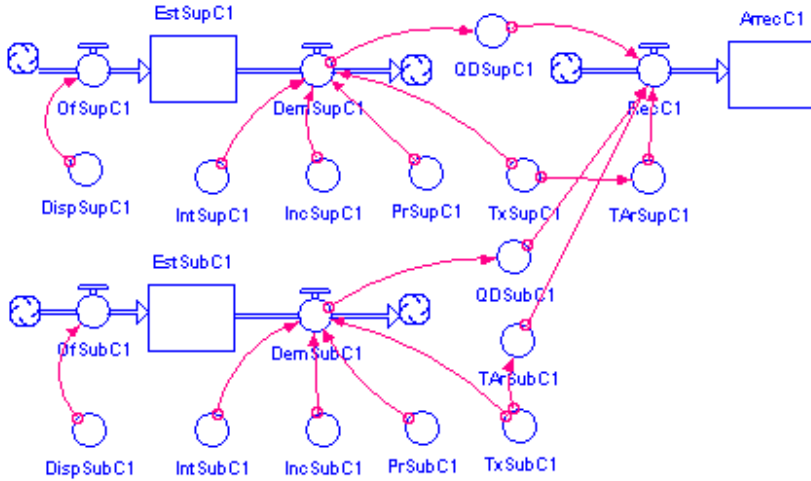 EstSupC1
ArrecC1
QDSupC1
OfSupC1
DemSupC1
RecC1
DispSupC1
IntSupC1
IncSupC1
PrSupC1
TxSupC1
TArSupC1
EstSubC1
QDSubC1
OfSubC1
DemSubC1
TArSubC1
DispSubC1
IntSubC1
IncSubC1
PrSubC1
TxSubC1